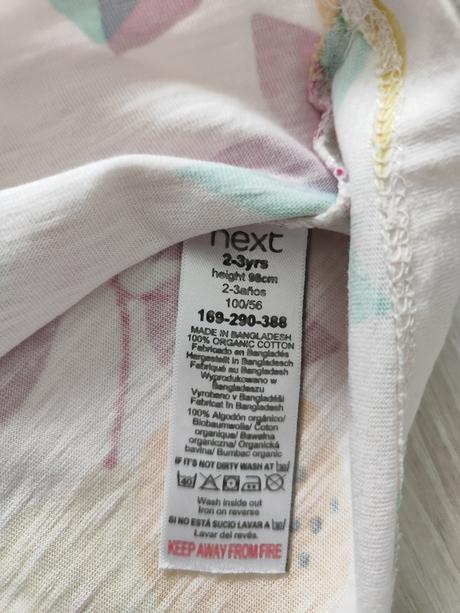 next
2-3yrs
height 98cm
2-3años
100/56
169-290-388
MADE IN BANGLADESH
100% ORGANIC COTTON
Fabricado en Bangladés
Hergestellt in Bangladesch
Fabriqué au Bangladesh
Wyprodukowano w
Bangladeszu
Vyrobeno v Bangladéši
Fabricat în Bangladesh
100% Algodón orgánico/
Biobaumwolle/ Coton
organique/ Bawełna
organiczna/ Organická
bavlna/ Bumbac organic
IF IT'S NOT DIRTY WASH AT 30/
40
Wash inside out
Iron on reverse
SI NO ESTÁ SUCIO LAVAR A 30/
Lavar del revés.
KEEP AWAY FROM FIRE